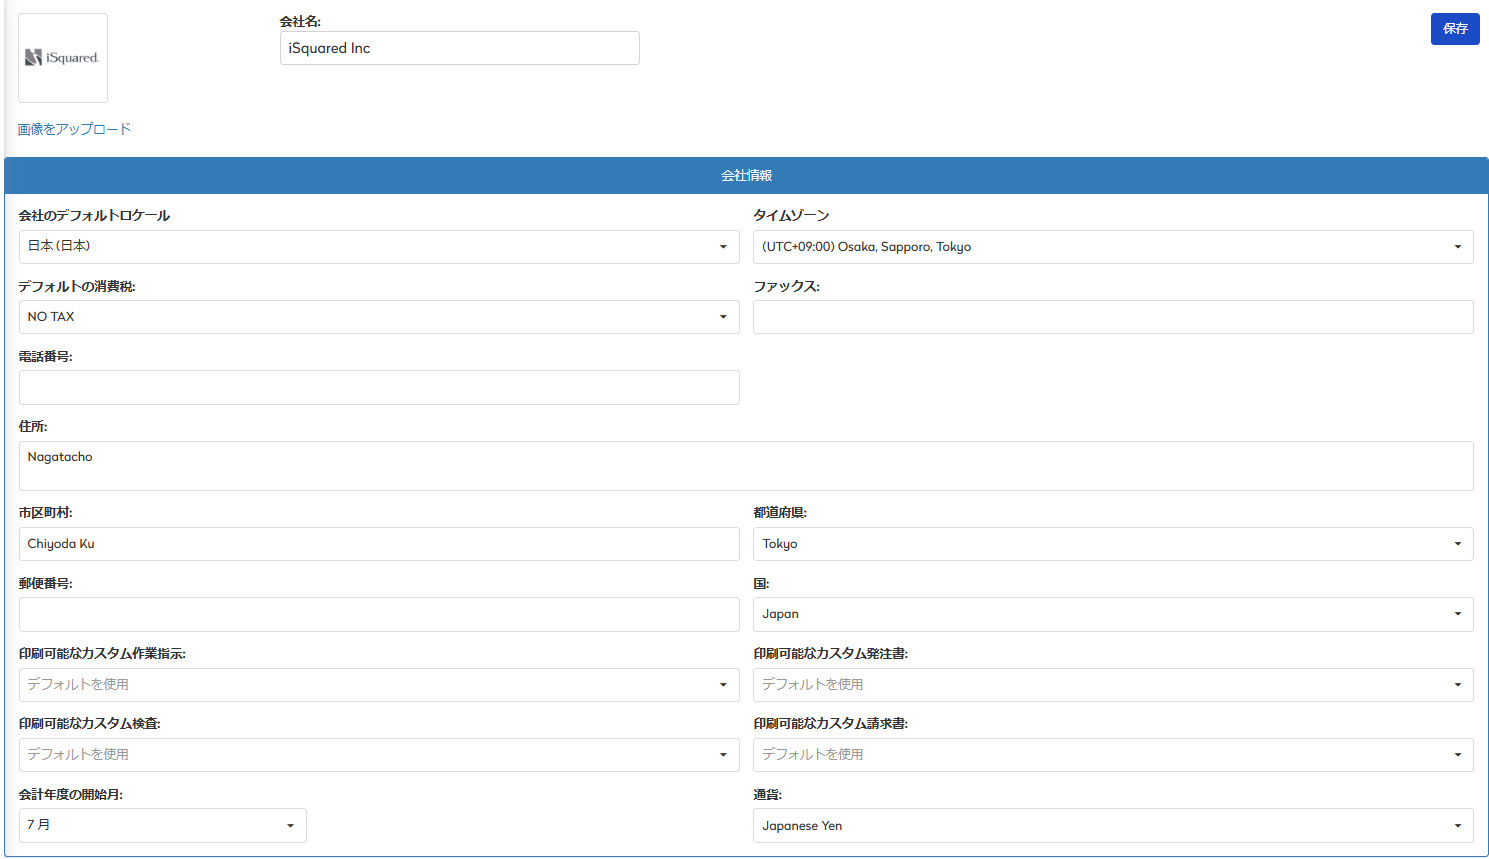 iSquared
会社名:
iSquared Inc
保存
画像をアップロード
会社情報
会社のデフォルトロケール
タイムゾーン
日本 (日本)
(UTC+09:00) Osaka, Sapporo, Tokyo
デフォルトの消費税:
ファックス:
NO TAX
電話番号:
住所:
Nagatacho
市区町村:
都道府県:
Chiyoda Ku
Tokyo
郵便番号:
国:
Japan
印刷可能なカスタム作業指示:
印刷可能なカスタム発注書:
デフォルトを使用
デフォルトを使用
印刷可能なカスタム検査:
印刷可能なカスタム請求書:
デフォルトを使用
デフォルトを使用
会計年度の開始月:
通貨:
7 月
Japanese Yen